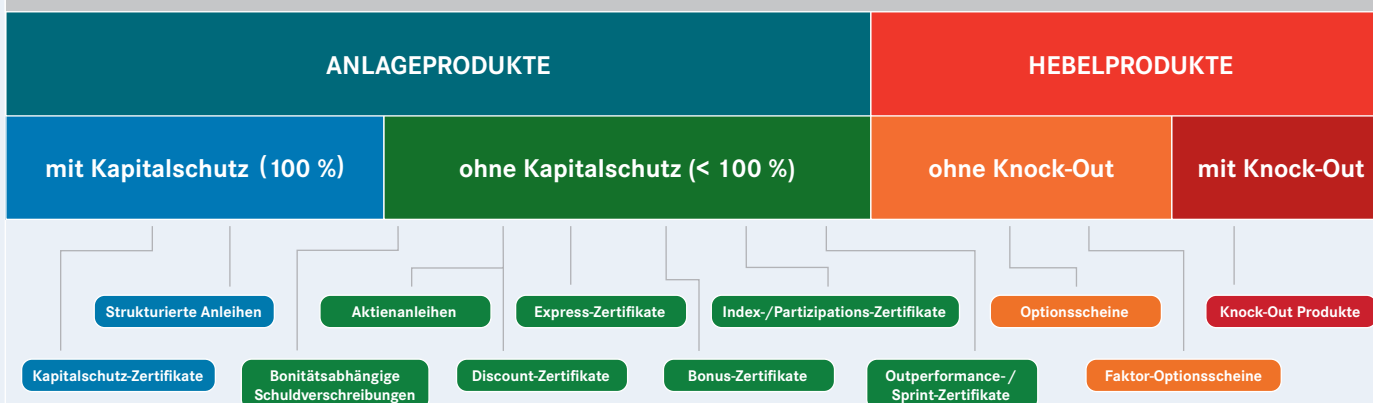 ANLAGEPRODUKTE
HEBELPRODUKTE
mit Kapitalschutz (100 %)
ohne Kapitalschutz (< 100 %)
ohne Knock-Out
mit Knock-Out
Strukturierte Anleihen
Aktienanleihen
Express-Zertifikate
Index-/Partizipations-Zertifikate
Optionsscheine
Knock-Out Produkte
Kapitalschutz-Zertifikate
Bonitätsabhängige
Schuldverschreibungen
Discount-Zertifikate
Bonus-Zertifikate
Outperformance-/
Sprint-Zertifikate
Faktor-Optionsscheine